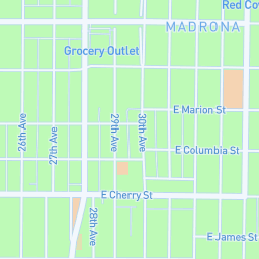 Red Co
MADRONA
Grocery Outlet
E Marion St
26th Ave
27th Ave
29th Ave
30th Ave
E Columbia St
E Cherry St
28th Ave
E James St